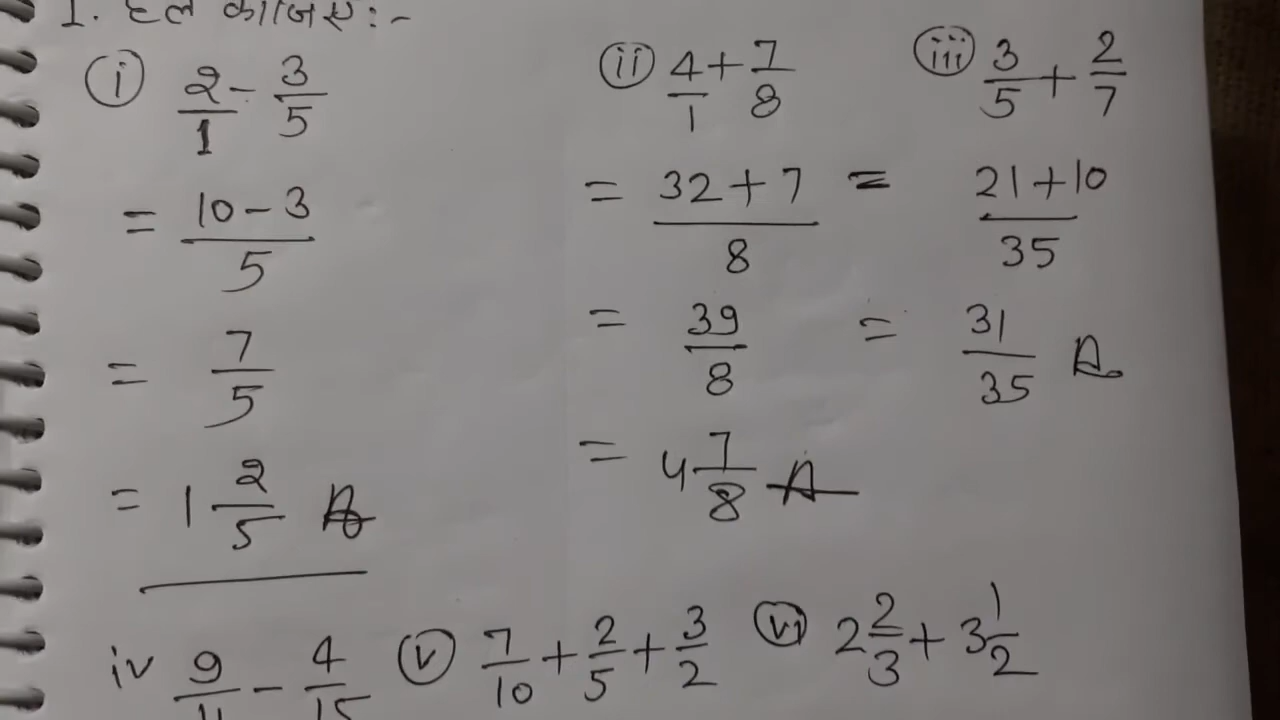 1. हल कीजिए:-
(i) 2/1 - 3/5
= 10-3/5
= 7/5
= 1 2/5 A
(ii) 4/1 + 7/8
= 32+7/8
= 39/8
= 4 7/8 A
(iii) 3/5 + 2/7
= 21+10/35
= 31/35 A
iv 9/11 - 4/15
(v) 7/10 + 2/5 + 3/2
(vi) 2 2/3 + 3 1/2